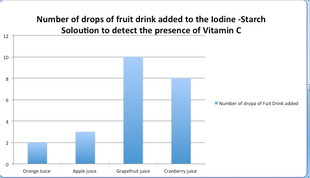 Number of drops of fruit drink added to the Iodine -Starch
Soloution to detect the presence of Vitamin C
12
10
8
6
4
2
0
Orange Juice
Apple juice
Grapefruit juice
Cranberry juice
Number of dropa of Fuit Drink added